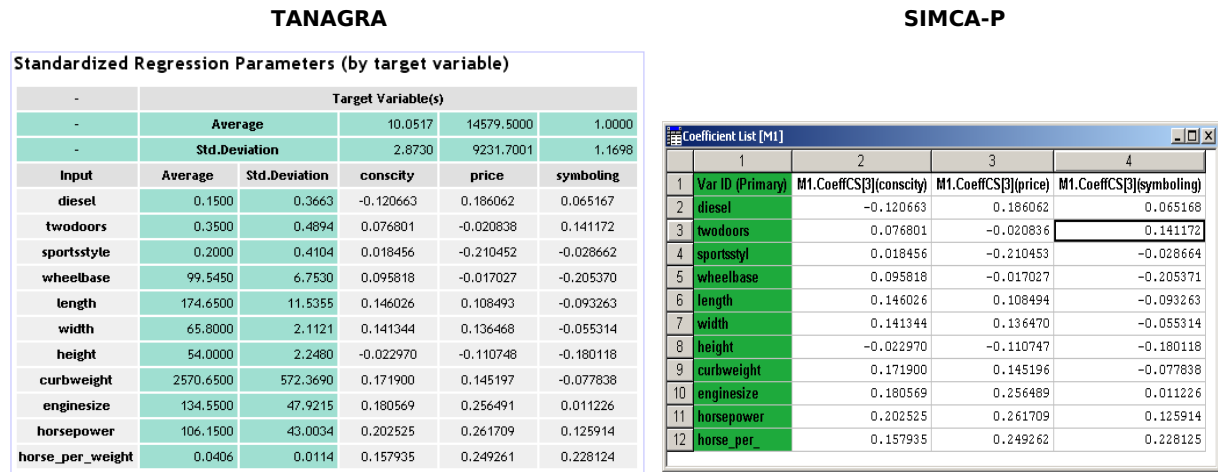 TANAGRA SIMCA-P
Standardized Regression Parameters (by target variable)
- Target Variable(s)
- Average 10.0517 14579.5000 1.0000
- Std.Deviation 2.8730 9231.7001 1.1698
Input Average Std.Deviation conscity price symboling
diesel 0.1500 0.3663 -0.120663 0.186062 0.065167
twodoors 0.3500 0.4894 0.076801 -0.020838 0.141172
sportsstyle 0.2000 0.4104 0.018456 -0.210452 -0.028662
wheelbase 99.5450 6.7530 0.095818 -0.017027 -0.205370
length 174.6500 11.5355 0.146026 0.108493 -0.093263
width 65.8000 2.1121 0.141344 0.136468 -0.055314
height 54.0000 2.2480 -0.022970 -0.110748 -0.180118
curbweight 2570.6500 572.3690 0.171900 0.145197 -0.077838
enginesize 134.5500 47.9215 0.180569 0.256491 0.011226
horsepower 106.1500 43.0034 0.202525 0.261709 0.125914
horse_per_weight 0.0406 0.0114 0.157935 0.249261 0.228124
Coefficient List [M1]
1 2 3 4
1 Var ID (Primary) M1.CoeffCS[3](conscity) M1.CoeffCS[3](price) M1.CoeffCS[3](symboling)
2 diesel -0.120663 0.186062 0.065168
3 twodoors 0.076801 -0.020836 0.141172
4 sportsstyl 0.018456 -0.210453 -0.028664
5 wheelbase 0.095818 -0.017027 -0.205371
6 length 0.146026 0.108494 -0.093263
7 width 0.141344 0.136470 -0.055314
8 height -0.022970 -0.110747 -0.180118
9 curbweight 0.171900 0.145196 -0.077838
10 enginesize 0.180569 0.256489 0.011226
11 horsepower 0.202525 0.261709 0.125914
12 horse_per_ 0.157935 0.249262 0.228125